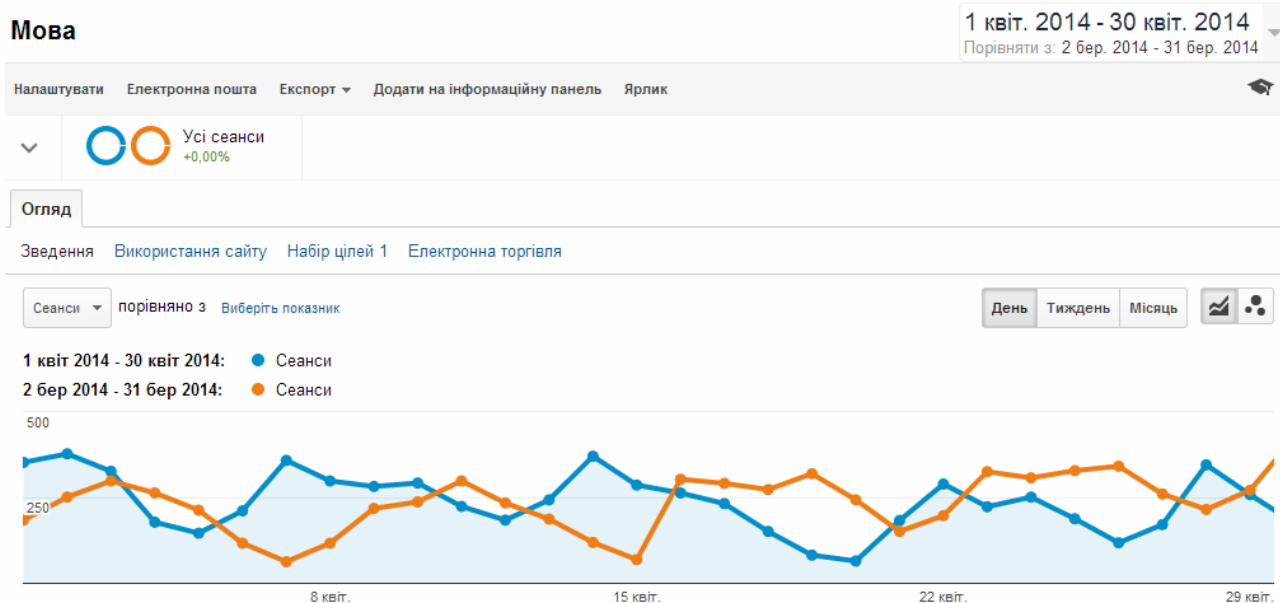 Мова
1 квіт. 2014 - 30 квіт. 2014
Порівняти з: 2 бер. 2014 - 31 бер. 2014
Налаштувати Електронна пошта Експорт Додати на інформаційну панель Ярлик
Усі сеанси
+0,00%
Огляд
Зведення Використання сайту Набір цілей 1 Електронна торгівля
Сеанси порівняно з Виберіть показник День Тиждень Місяць
1 квіт 2014 - 30 квіт 2014: Сеанси
2 бер 2014 - 31 бер 2014: Сеанси
500
250
8 квіт. 15 квіт. 22 квіт. 29 квіт.